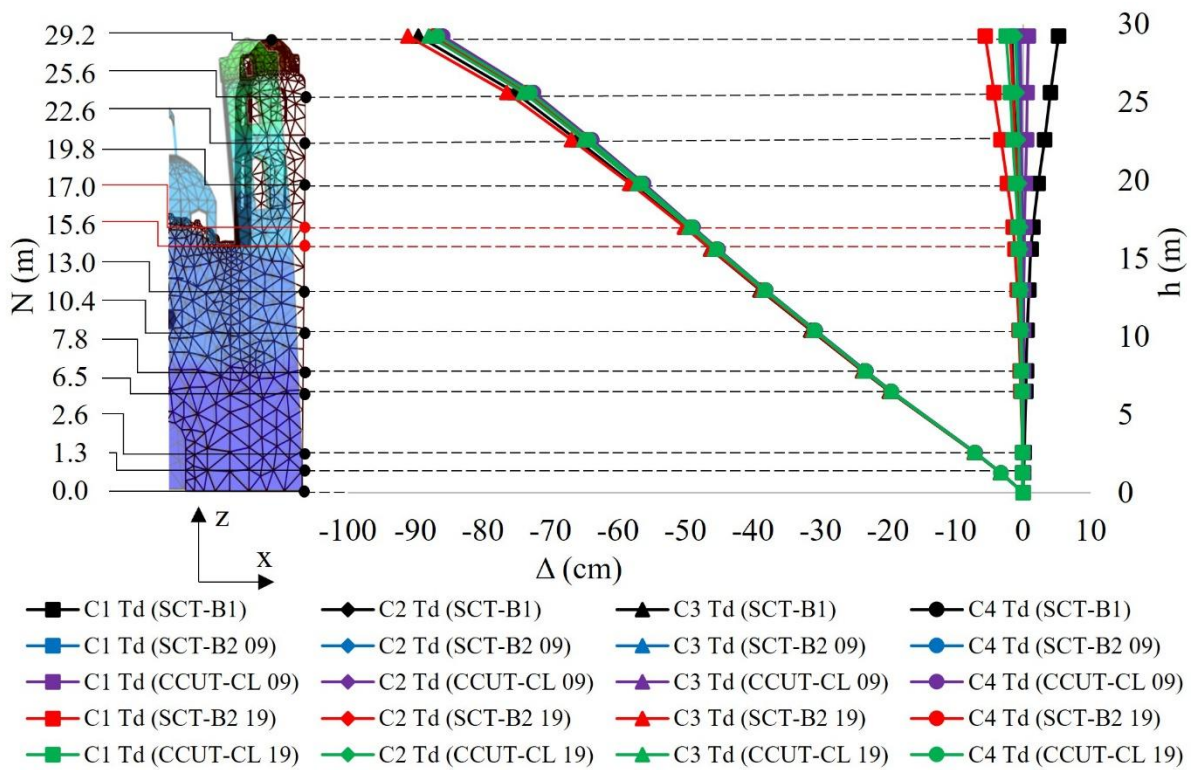 29.2
25.6
22.6
19.8
17.0
15.6
13.0
10.4
7.8
6.5
2.6
1.3
0.0
N (m)
z
x
30
25
20
15
10
5
0
h (m)
-100 -90 -80 -70 -60 -50 -40 -30 -20 -10 0 10
Δ (cm)
C1 Td (SCT-B1) C2 Td (SCT-B1) C3 Td (SCT-B1) C4 Td (SCT-B1)
C1 Td (SCT-B2 09) C2 Td (SCT-B2 09) C3 Td (SCT-B2 09) C4 Td (SCT-B2 09)
C1 Td (CCUT-CL 09) C2 Td (CCUT-CL 09) C3 Td (CCUT-CL 09) C4 Td (CCUT-CL 09)
C1 Td (SCT-B2 19) C2 Td (SCT-B2 19) C3 Td (SCT-B2 19) C4 Td (SCT-B2 19)
C1 Td (CCUT-CL 19) C2 Td (CCUT-CL 19) C3 Td (CCUT-CL 19) C4 Td (CCUT-CL 19)